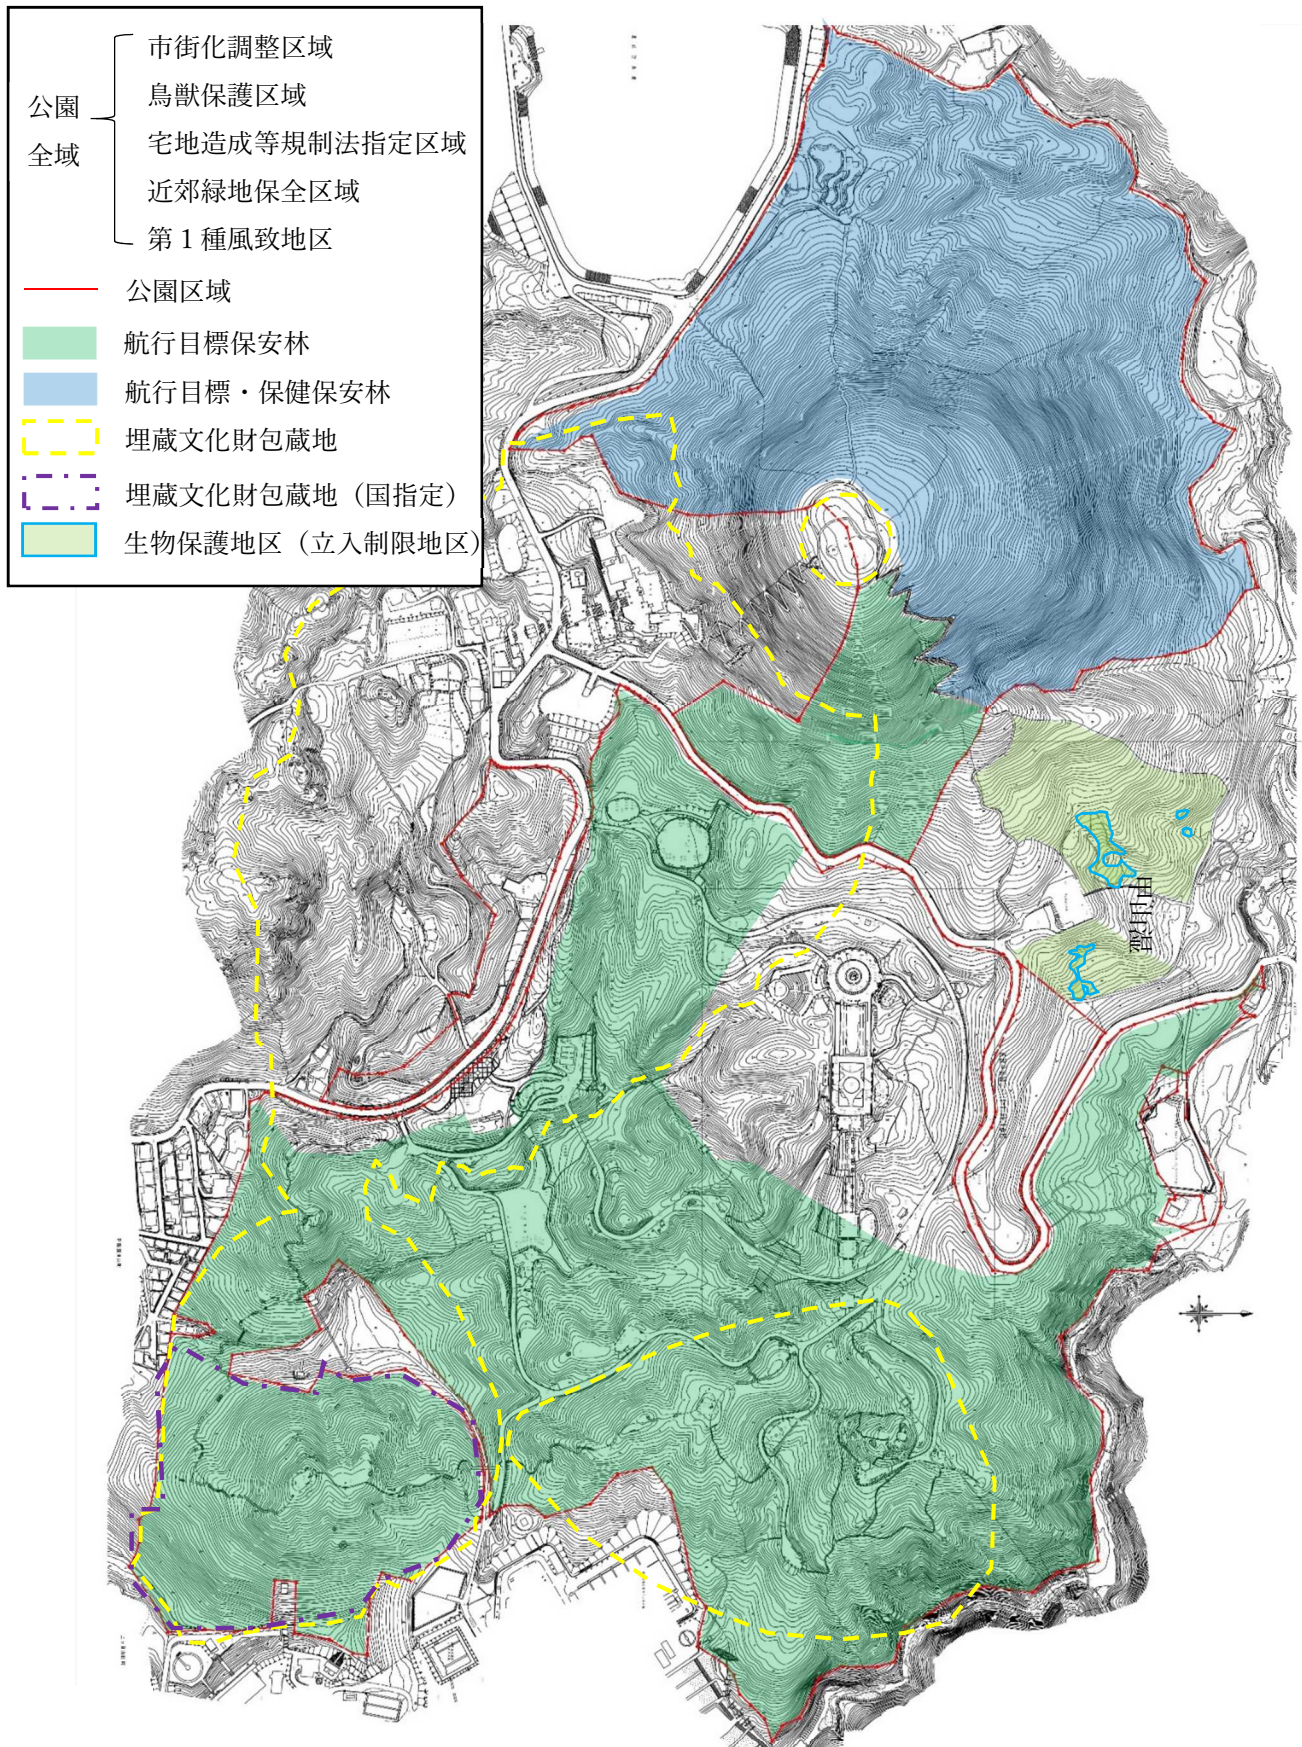 市街化調整区域
鳥獣保護区域
公園
全域
宅地造成等規制法指定区域
近郊緑地保全区域
第１種風致地区
公園区域
航行目標保安林
航行目標・保健保安林
埋蔵文化財包蔵地
埋蔵文化財包蔵地（国指定）
生物保護地区（立入制限地区）